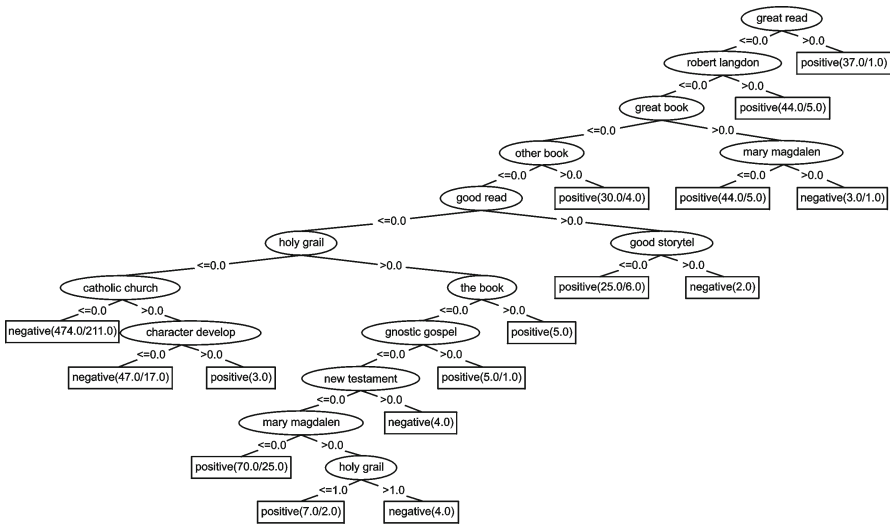 great read
<=0.0 >0.0
robert langdon positive(37.0/1.0)
<=0.0 >0.0
great book positive(44.0/5.0)
<=0.0 >0.0
other book mary magdalen
<=0.0 >0.0 <=0.0 >0.0
good read positive(30.0/4.0) positive(44.0/5.0) negative(3.0/1.0)
<=0.0 >0.0
holy grail good storytel
<=0.0 >0.0 <=0.0 >0.0
catholic church the book positive(25.0/6.0) negative(2.0)
<=0.0 >0.0 <=0.0 >0.0
negative(474.0/211.0) character develop gnostic gospel positive(5.0)
<=0.0 >0.0 <=0.0 >0.0
negative(47.0/17.0) positive(3.0) new testament positive(5.0/1.0)
<=0.0 >0.0
mary magdalen negative(4.0)
<=0.0 >0.0
positive(70.0/25.0) holy grail
<=1.0 >1.0
positive(7.0/2.0) negative(4.0)